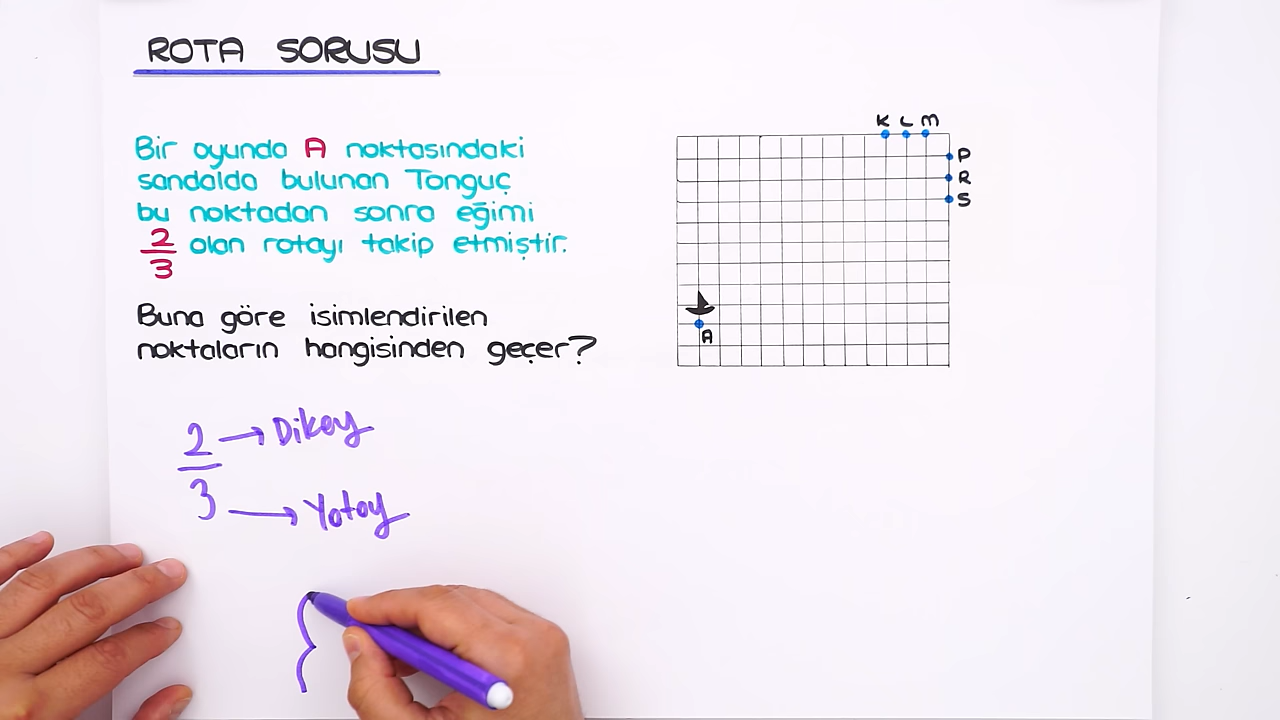 ROTA SORUSU
Bir oyunda A noktasındaki
sandalda bulunan Tonguç
bu noktadan sonra eğimi
2/3 olan rotayı takip etmiştir.
Buna göre isimlendirilen
noktaların hangisinden geçer?
K L M
P
R
S
A
2 → Dikey
3 → Yatay